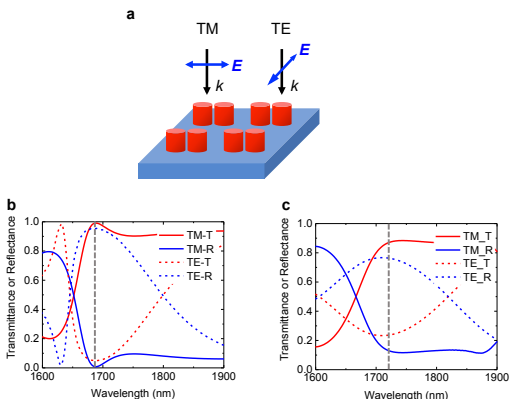 a
TM
TE
E
E
k
k
b
c
Transmittance or Reflectance
1.0
0.8
0.6
0.4
0.2
0.0
1600
1700
1800
1900
Wavelength (nm)
TM-T
TM-R
TE-T
TE-R
Transmittance or Reflectance
1.0
0.8
0.6
0.4
0.2
0.0
1600
1700
1800
1900
Wavelength (nm)
TM_T
TM_R
TE_T
TE_R